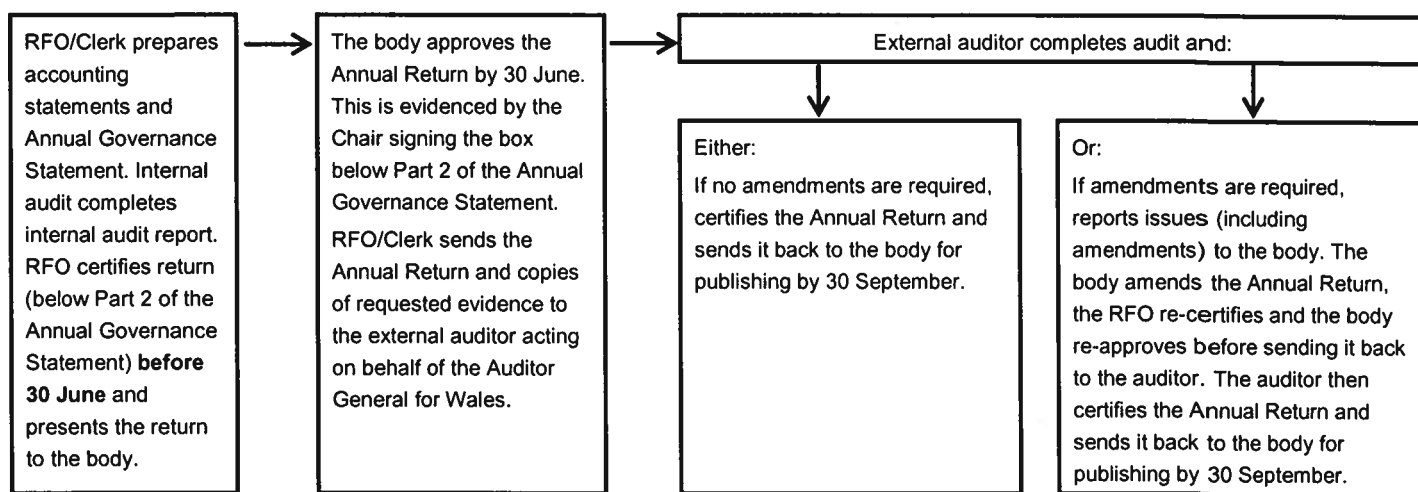 RFO/Clerk prepares
accounting
statements and
Annual Governance
Statement. Internal
audit completes
internal audit report.
RFO certifies return
(below Part 2 of the
Annual Governance
Statement) before
30 June and
presents the return
to the body.
The body approves the
Annual Return by 30 June.
This is evidenced by the
Chair signing the box
below Part 2 of the Annual
Governance Statement.
RFO/Clerk sends the
Annual Return and copies
of requested evidence to
the external auditor acting
on behalf of the Auditor
General for Wales.
External auditor completes audit and:
Either:
If no amendments are required,
certifies the Annual Return and
sends it back to the body for
publishing by 30 September.
Or:
If amendments are required,
reports issues (including
amendments) to the body. The
body amends the Annual Return,
the RFO re-certifies and the body
re-approves before sending it back
to the auditor. The auditor then
certifies the Annual Return and
sends it back to the body for
publishing by 30 September.